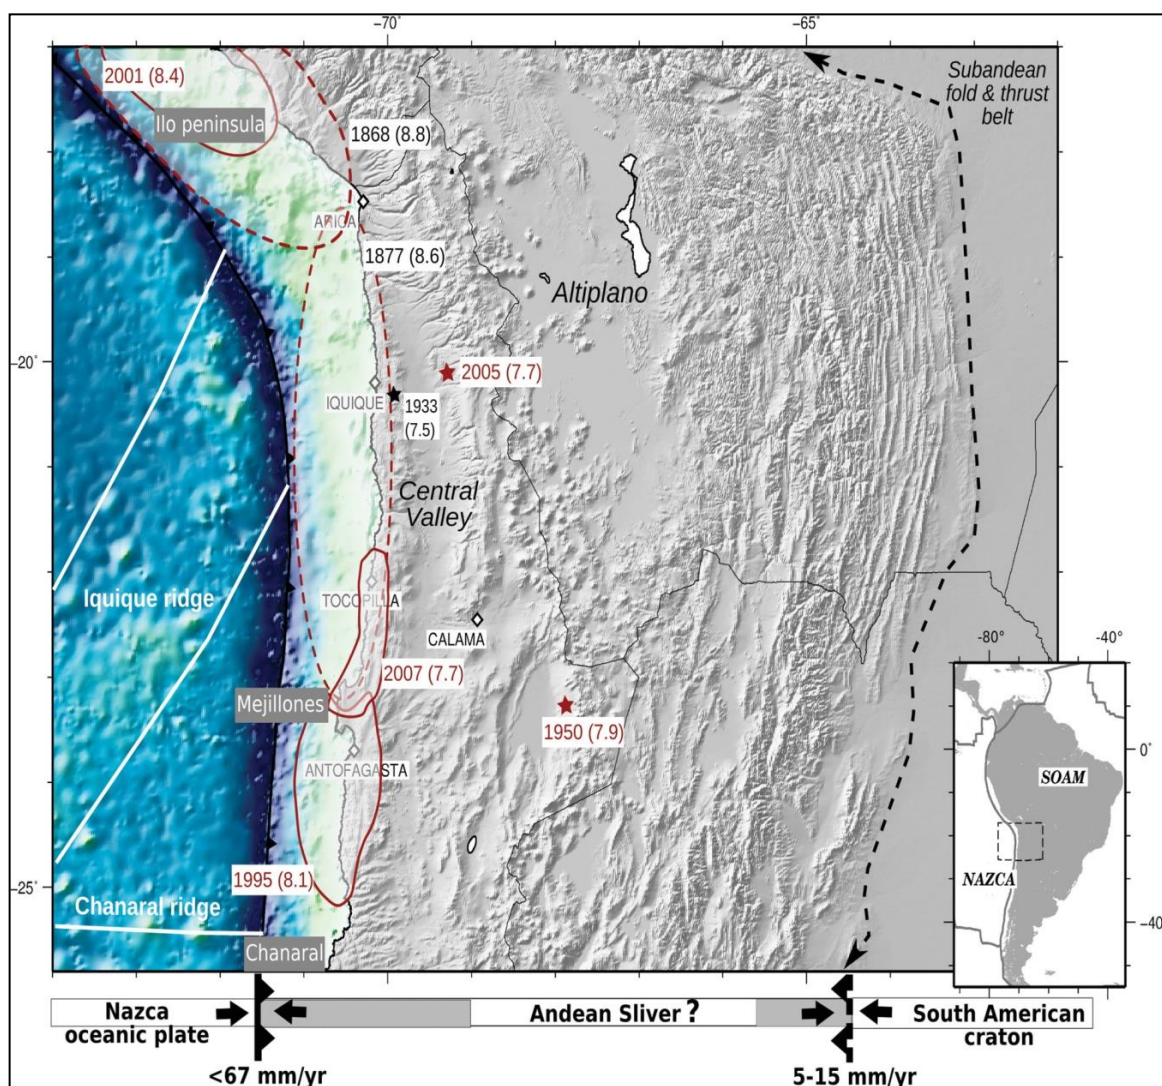 -70°
-65°
2001 (8.4)
Ilo peninsula
Subandean
fold & thrust
belt
1868 (8.8)
ARICA
1877 (8.6)
Altiplano
-20°
2005 (7.7)
IQUIQUE
1933
(7.5)
Central
Valley
Iquique ridge
TOCOPILLA
CALAMA
2007 (7.7)
Mejillones
1950 (7.9)
ANTOFAGASTA
-25°
1995 (8.1)
Chanaral ridge
Chanaral
-80°
-40°
0°
SOAM
NAZCA
-40°
Nazca
oceanic plate
Andean Sliver ?
South American
craton
<67 mm/yr
5-15 mm/yr